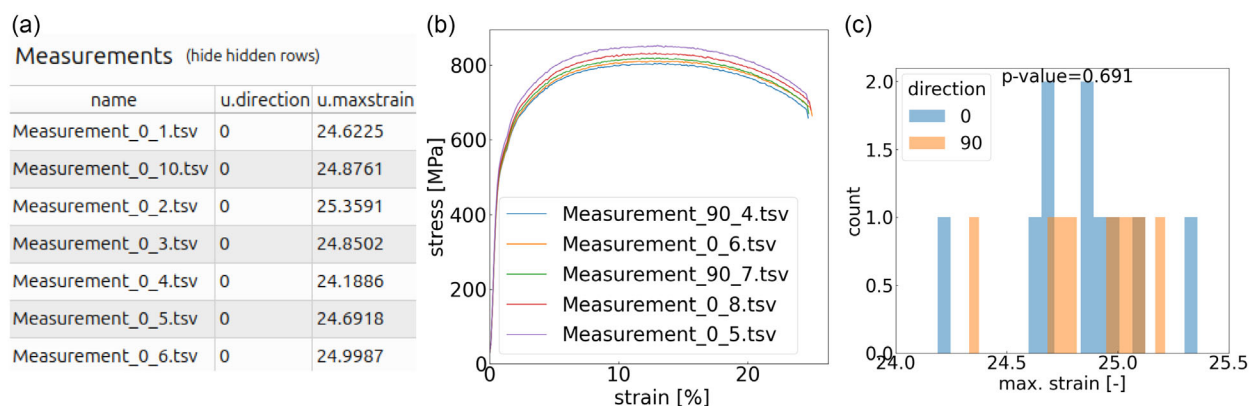 (a)
Measurements (hide hidden rows)
name u.direction u.maxstrain
Measurement_0_1.tsv 0 24.6225
Measurement_0_10.tsv 0 24.8761
Measurement_0_2.tsv 0 25.3591
Measurement_0_3.tsv 0 24.8502
Measurement_0_4.tsv 0 24.1886
Measurement_0_5.tsv 0 24.6918
Measurement_0_6.tsv 0 24.9987
(b)
stress [MPa]
800
600
400
200
0
Measurement_90_4.tsv
Measurement_0_6.tsv
Measurement_90_7.tsv
Measurement_0_8.tsv
Measurement_0_5.tsv
0 10 20
strain [%]
(c)
p-value=0.691
direction
0
90
count
2.0
1.5
1.0
0.5
0.0
24.0 24.5 25.0 25.5
max. strain [-]